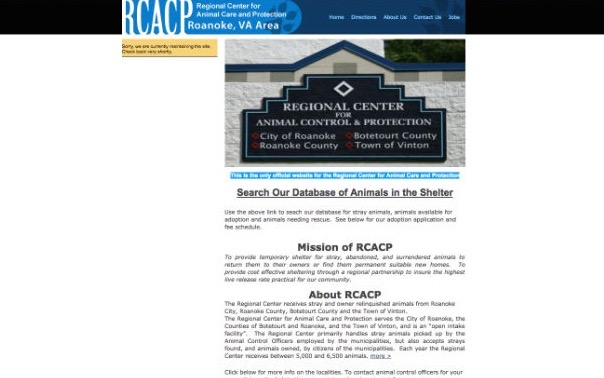 RCACP
Regional Center for
Animal Care and Protection
Roanoke, VA Area
Home Directions About Us Contact Us Jobs
Sorry, we are currently maintaining the site.
Check back very shortly.
REGIONAL CENTER
FOR
ANIMAL CONTROL & PROTECTION
City of Roanoke Botetourt County
Roanoke County Town of Vinton
This is the only official website for the Regional Center for Animal Care and Protection
Search Our Database of Animals in the Shelter
Use the above link to seach our database for stray animals, animals available for
adoption and animals needing rescue. See below for our adoption application and
fee schedule.
Mission of RCACP
To provide temporary shelter for stray, abandoned, and surrendered animals to
return them to their owners or find them permanent suitable new homes. To
provide cost effective sheltering through a regional partnership to insure the highest
live release rate practical for our community.
About RCACP
The Regional Center receives stray and owner relinquished animals from Roanoke
City, Roanoke County, Botetourt County and the Town of Vinton.
The Regional Center for Animal Care and Protection serves the City of Roanoke, the
Counties of Botetourt and Roanoke, and the Town of Vinton, and is an "open intake
facility". The Regional Center primarily handles stray animals picked up by the
Animal Control Officers employed by the municipalities, but also accepts strays
found, and animals owned, by citizens of the municipalities. Each year the Regional
Center receives between 5,000 and 6,500 animals. more >
Click below for more info on the localities. To contact animal control officers for your